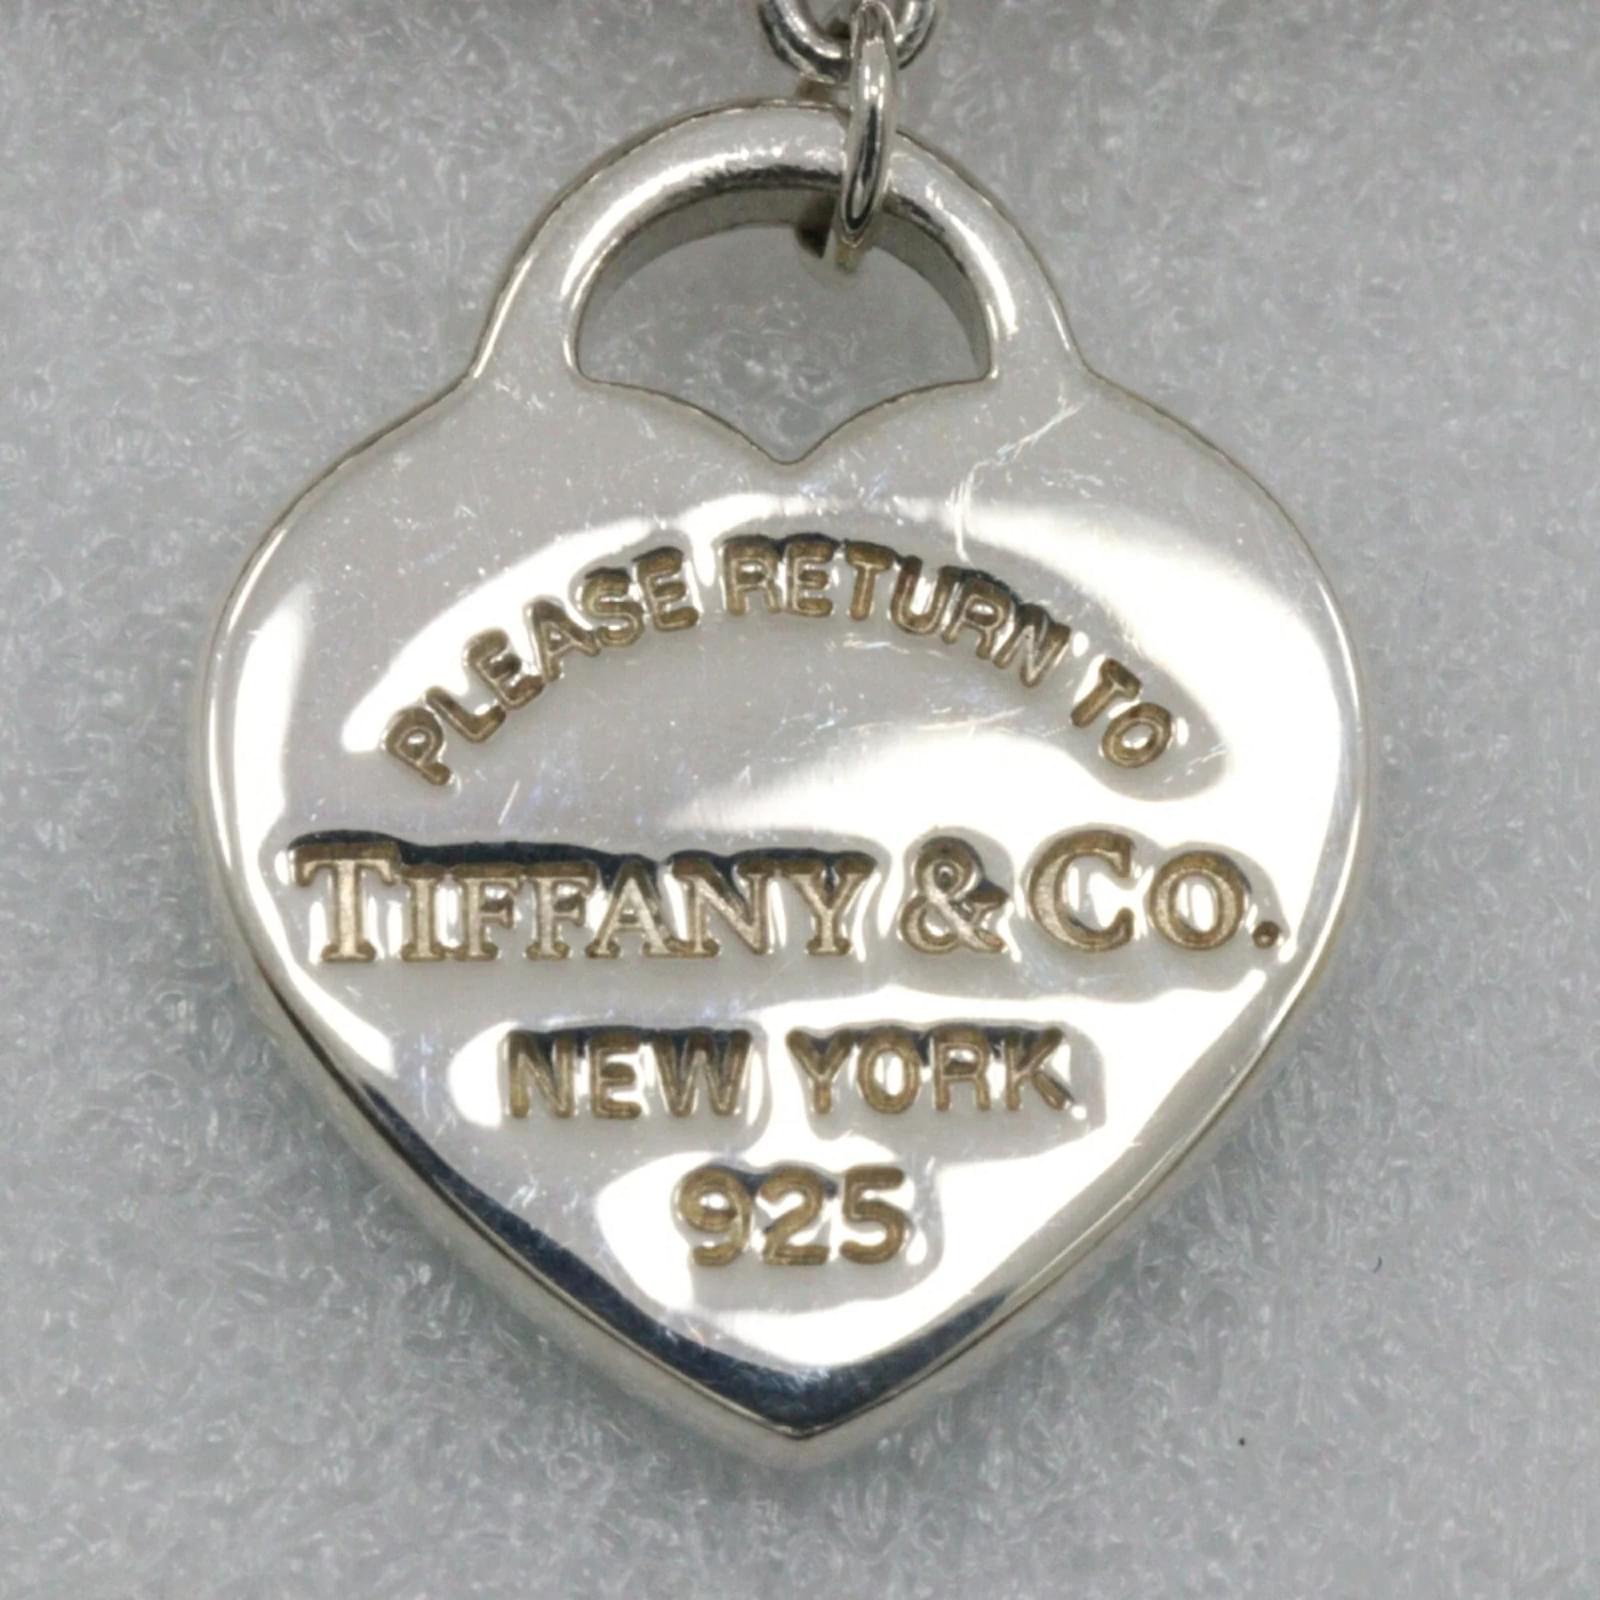 PLEASE RETURN TO
TIFFANY & CO.
NEW YORK
925